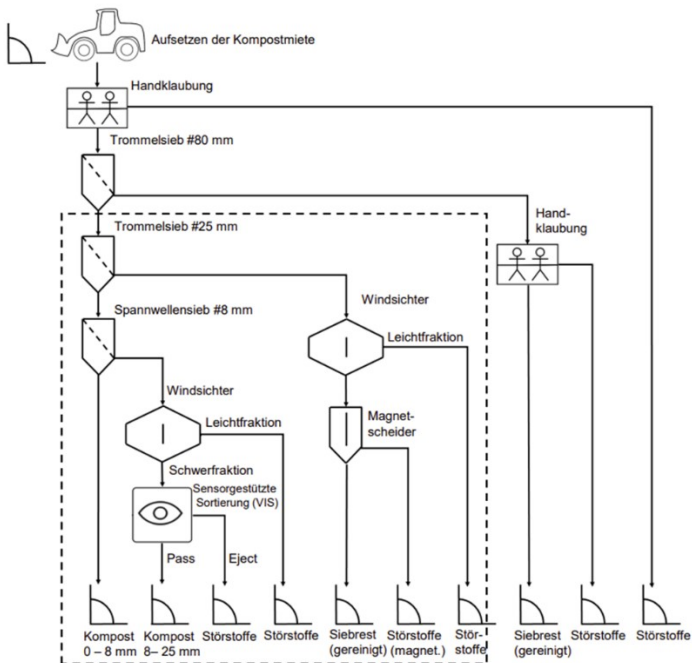 Aufsetzen der Kompostmiete
Handklaubung
Trommelsieb #80 mm
Trommelsieb #25 mm
Hand-
klaubung
Spannwellensieb #8 mm
Windsichter
Leichtfraktion
Windsichter
Leichtfraktion
Magnet-
scheider
Schwerfraktion
Sensorgestützte
Sortierung (VIS)
Pass
Eject
Kompost
0 – 8 mm
Kompost
8– 25 mm
Störstoffe
Störstoffe
Siebrest
(gereinigt)
Störstoffe
(magnet.)
Stör-
stoffe
Siebrest
(gereinigt)
Störstoffe
Störstoffe